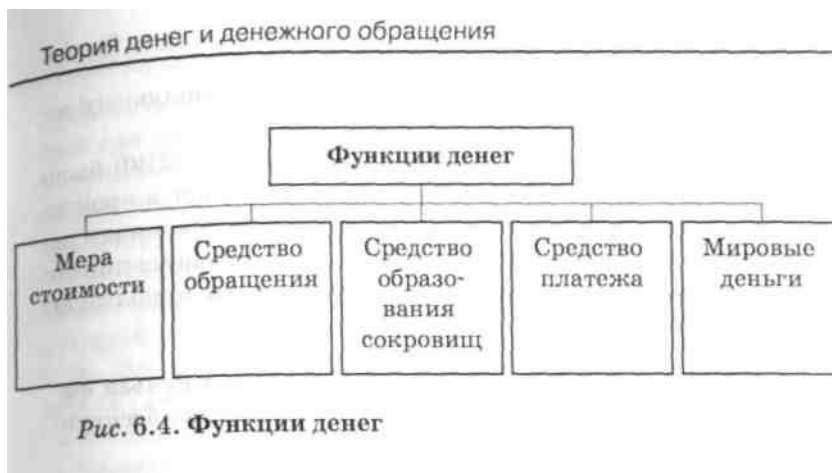 Теория денег и денежного обращения
Функции денег
Мера
стоимости
Средство
обращения
Средство
образо-
вания
сокровищ
Средство
платежа
Мировые
деньги
Рис. 6.4. Функции денег